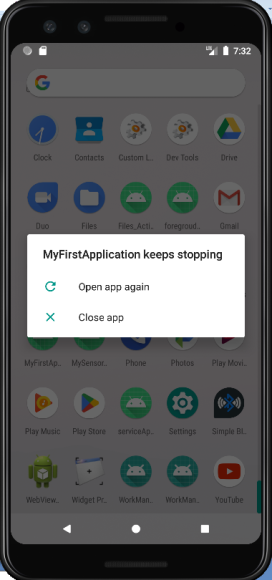 7:32
G
Clock Contacts Custom L.. Dev Tools Drive
Duo Files Files_Acti.. foregroud.. Gmail
MyFirstApplication keeps stopping
Open app again
Close app
MyFirstAp.. MySensor.. Phone Photos Play Movi..
Play Music Play Store serviceAp.. Settings Simple Bl..
WebView.. Widget Pr.. WorkMan.. WorkMan.. YouTube